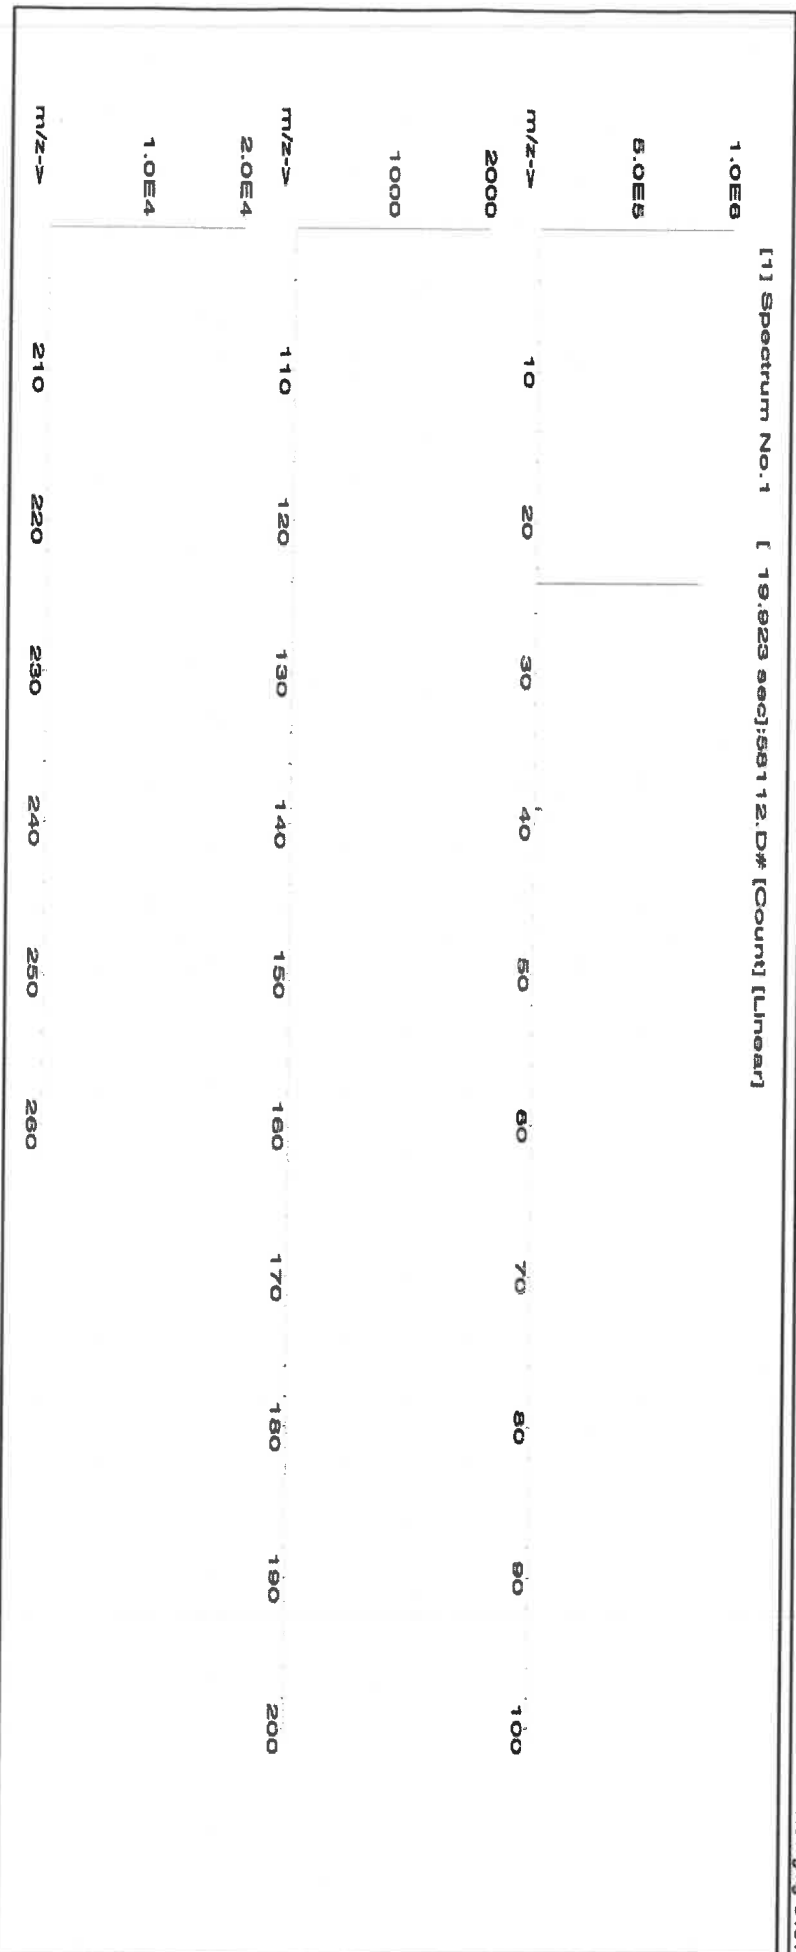 [1] Spectrum No.1 [ 19.923 sec]:58112.D# [Count] [Linear]
1.0E6
5.0E5
m/z-> 10 20 30 40 50 60 70 80 90 100
2000
1000
m/z-> 110 120 130 140 150 160 170 180 190 200
2.0E4
1.0E4
m/z-> 210 220 230 240 250 260